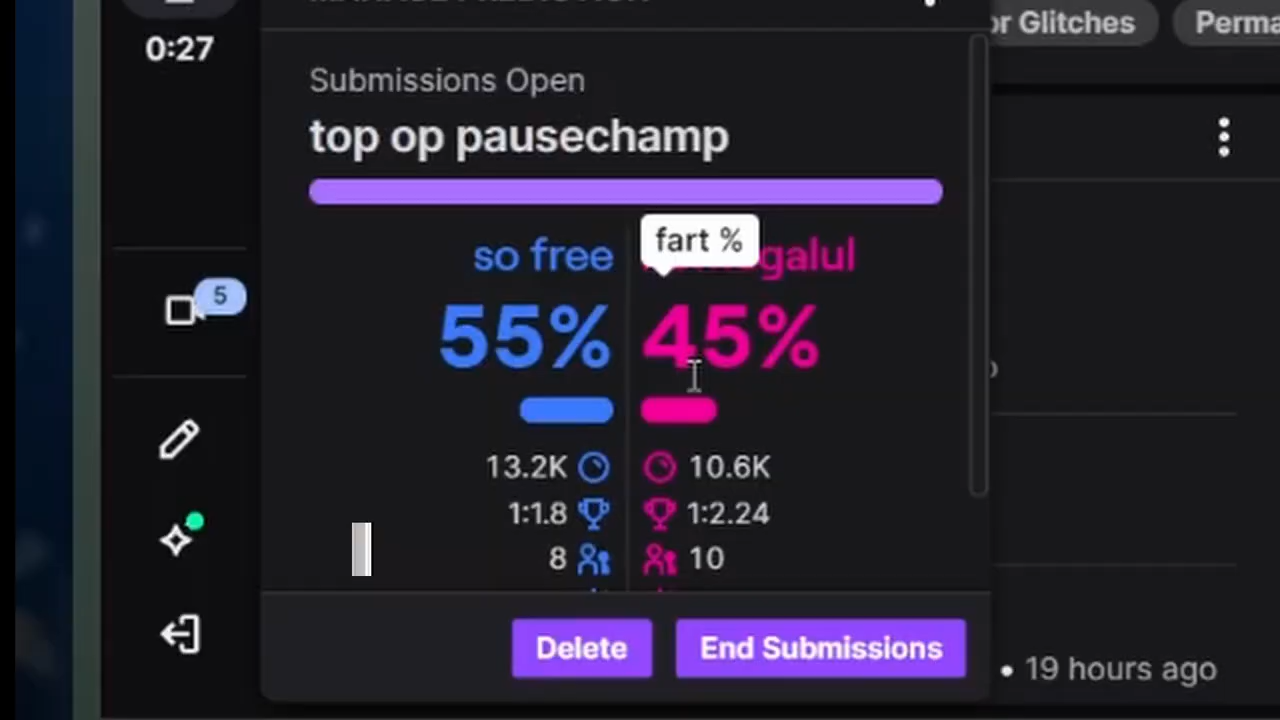 or Glitches
Perma
0:27
Submissions Open
top op pausechamp
so free
fart %
galul
55%
45%
5
13.2K
10.6K
1:1.8
1:2.24
8
10
Delete
End Submissions
• 19 hours ago